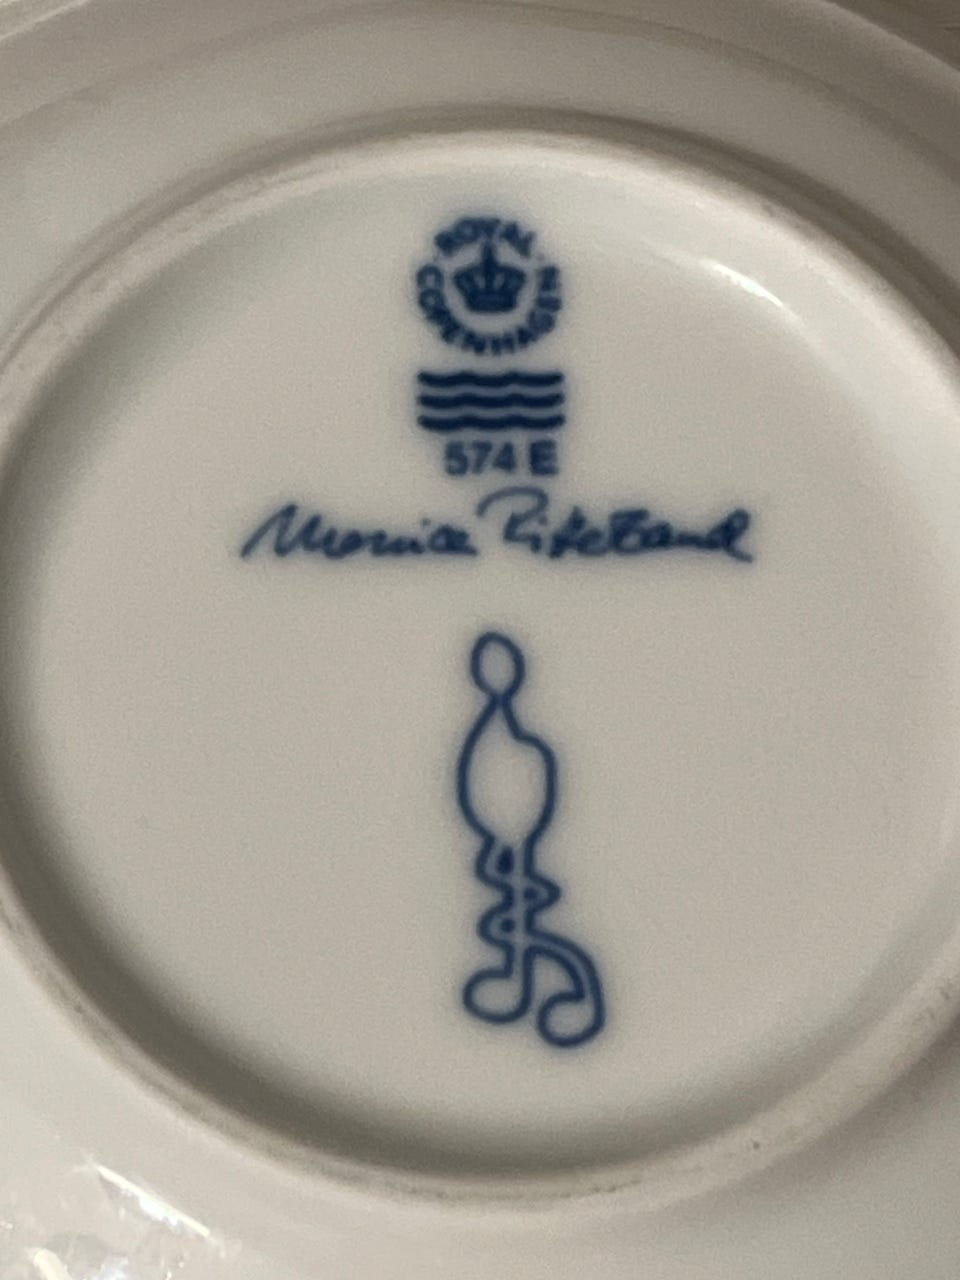 ROYAL COPENHAGEN
574 E
Monica Ritterband